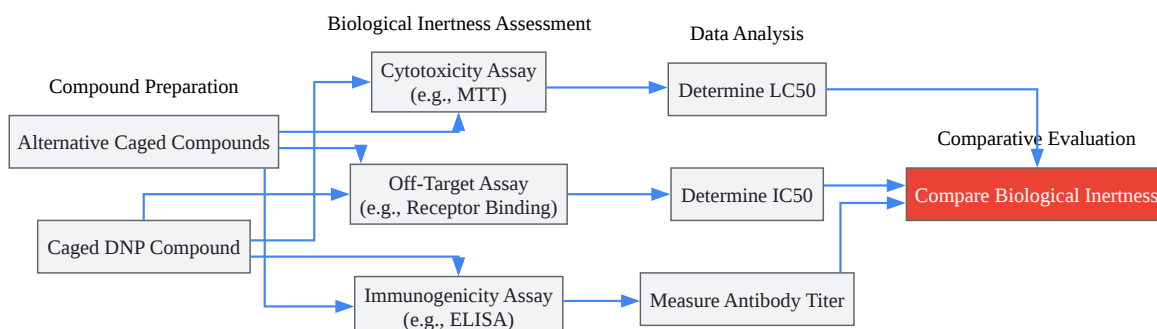 Biological Inertness Assessment
Data Analysis
Compound Preparation
Cytotoxicity Assay
(e.g., MTT)
Determine LC50
Alternative Caged Compounds
Comparative Evaluation
Off-Target Assay
(e.g., Receptor Binding)
Determine IC50
Compare Biological Inertness
Caged DNP Compound
Immunogenicity Assay
(e.g., ELISA)
Measure Antibody Titer